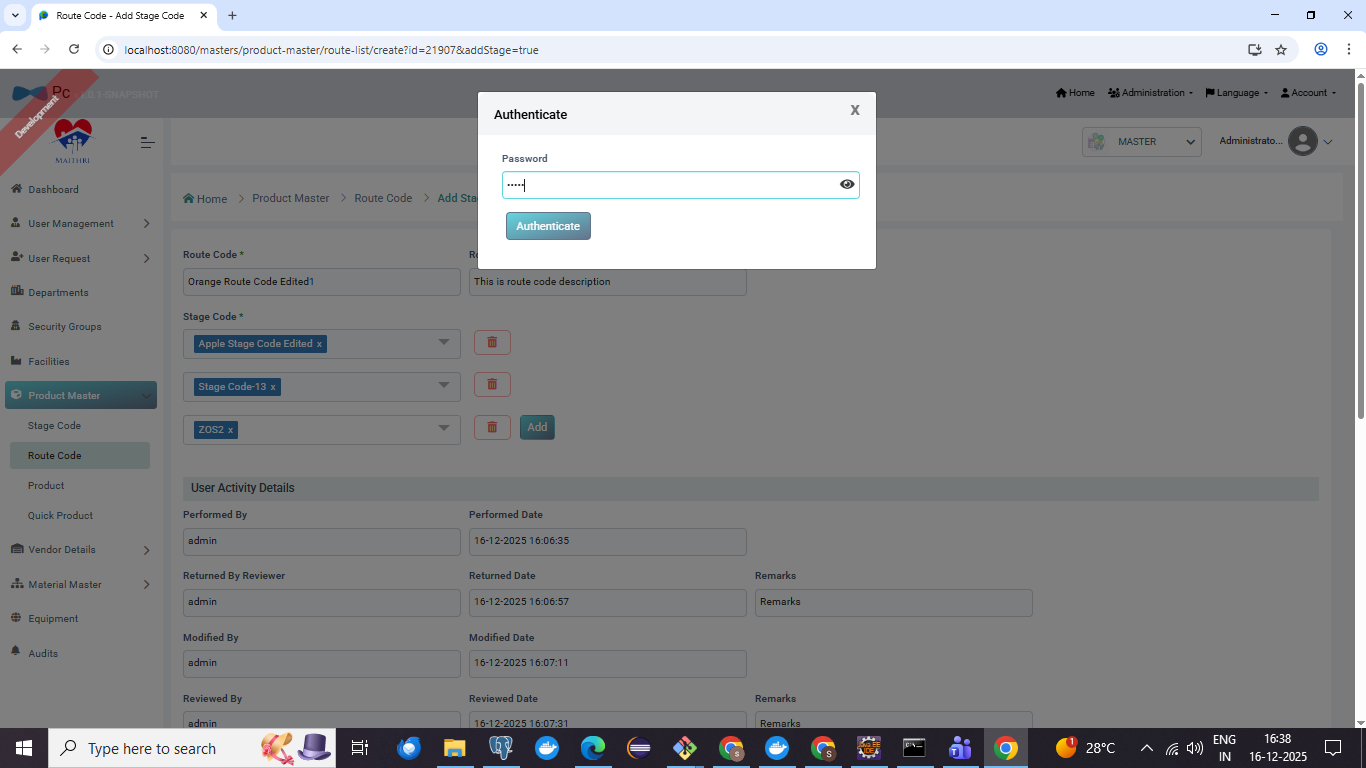 Route Code - Add Stage Code
localhost:8080/masters/product-master/route-list/create?id=21907&addStage=true
Development
Pc
Home
Administration
Language
Account
MAITHRI
MASTER
Administrato...
Authenticate
X
Password
•••••
Authenticate
Dashboard
User Management
User Request
Departments
Security Groups
Facilities
Product Master
Stage Code
Route Code
Product
Quick Product
Vendor Details
Material Master
Equipment
Audits
Home > Product Master > Route Code > Add Sta
Route Code *
Orange Route Code Edited1
This is route code description
Stage Code *
Apple Stage Code Edited x
Stage Code-13 x
ZOS2 x
Add
User Activity Details
Performed By Performed Date
admin 16-12-2025 16:06:35
Returned By Reviewer Returned Date Remarks
admin 16-12-2025 16:06:57 Remarks
Modified By Modified Date
admin 16-12-2025 16:07:11
Reviewed By Reviewed Date Remarks
admin 16-12-2025 16:07:31 Remarks
Type here to search
1
28°C
ENG
IN
16:38
16-12-2025